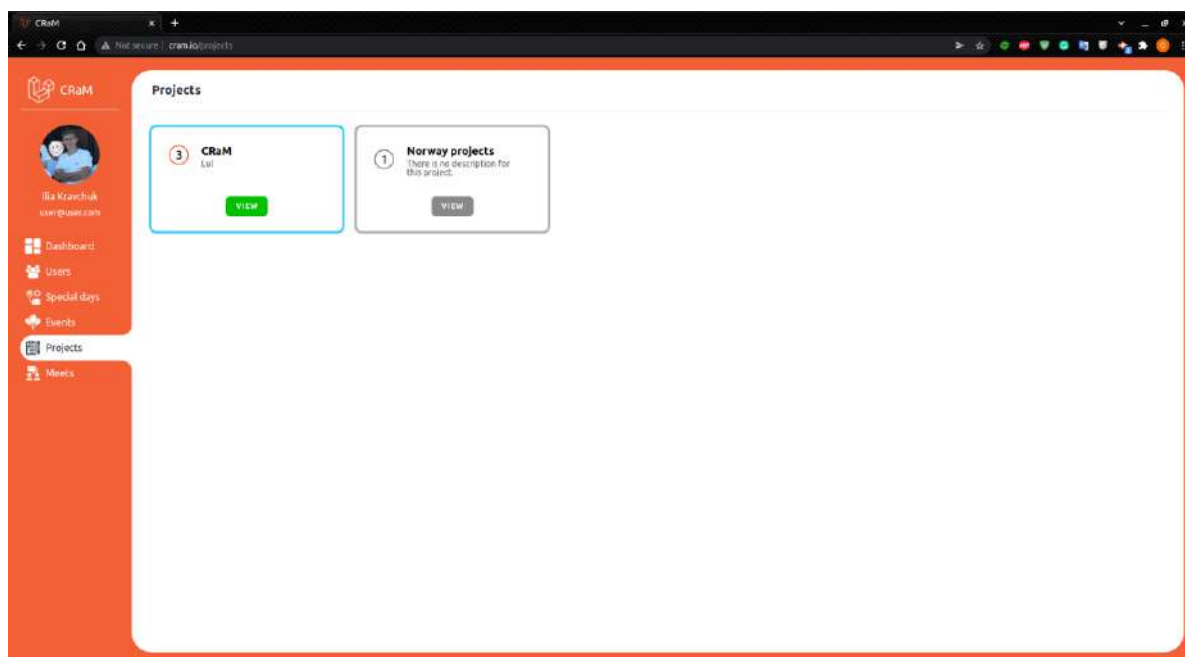 CRaM
Not secure | cram.io/projects
CRaM
Projects
Ilia Kravchuk
user@user.com
Dashboard
Users
Special days
Events
Projects
Meets
3
CRaM
Lul
VIEW
1
Norway projects
There is no description for
this project.
VIEW